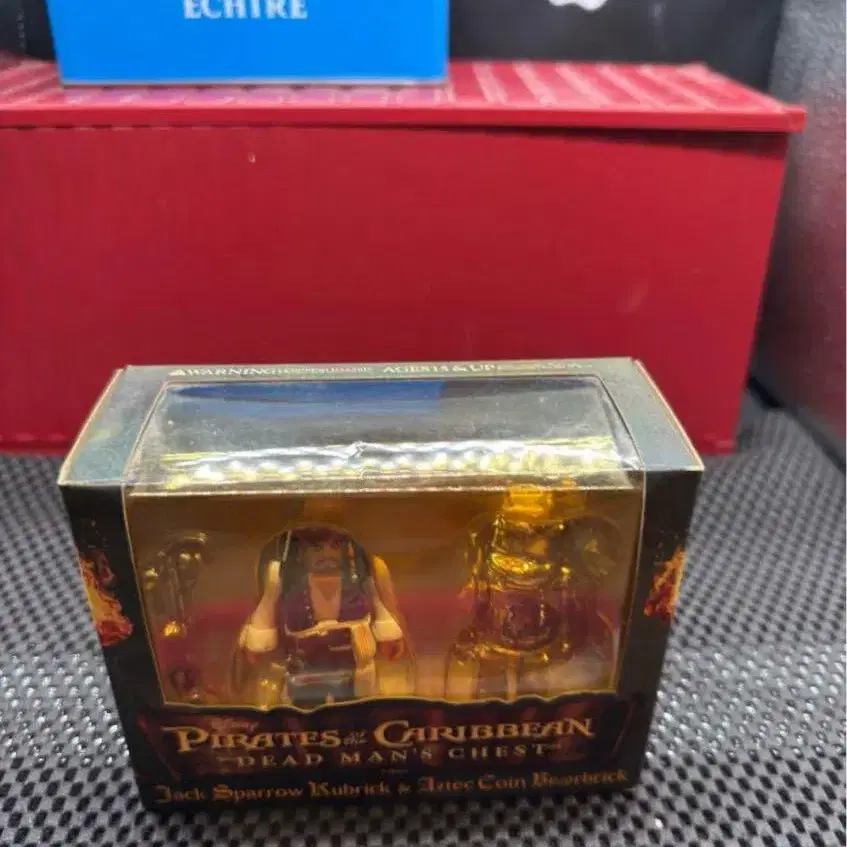 ECHIRE
WARNING
AGES 15 & UP
Disney
PIRATES of the CARIBBEAN
DEAD MAN'S CHEST
Jack Sparrow Kubrick & Aztec Coin Bearbrick